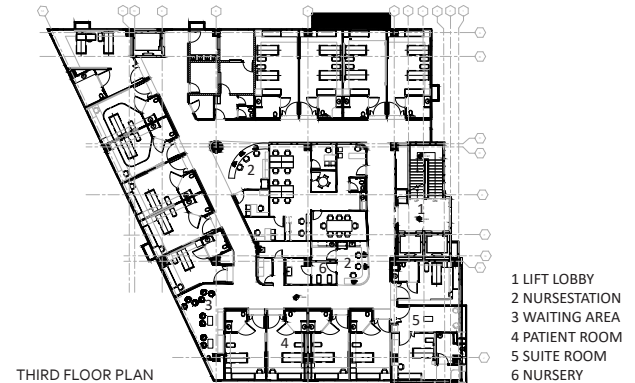 2
1
6
2
3
4
5
1 LIFT LOBBY
2 NURSESTATION
3 WAITING AREA
4 PATIENT ROOM
5 SUITE ROOM
6 NURSERY
THIRD FLOOR PLAN